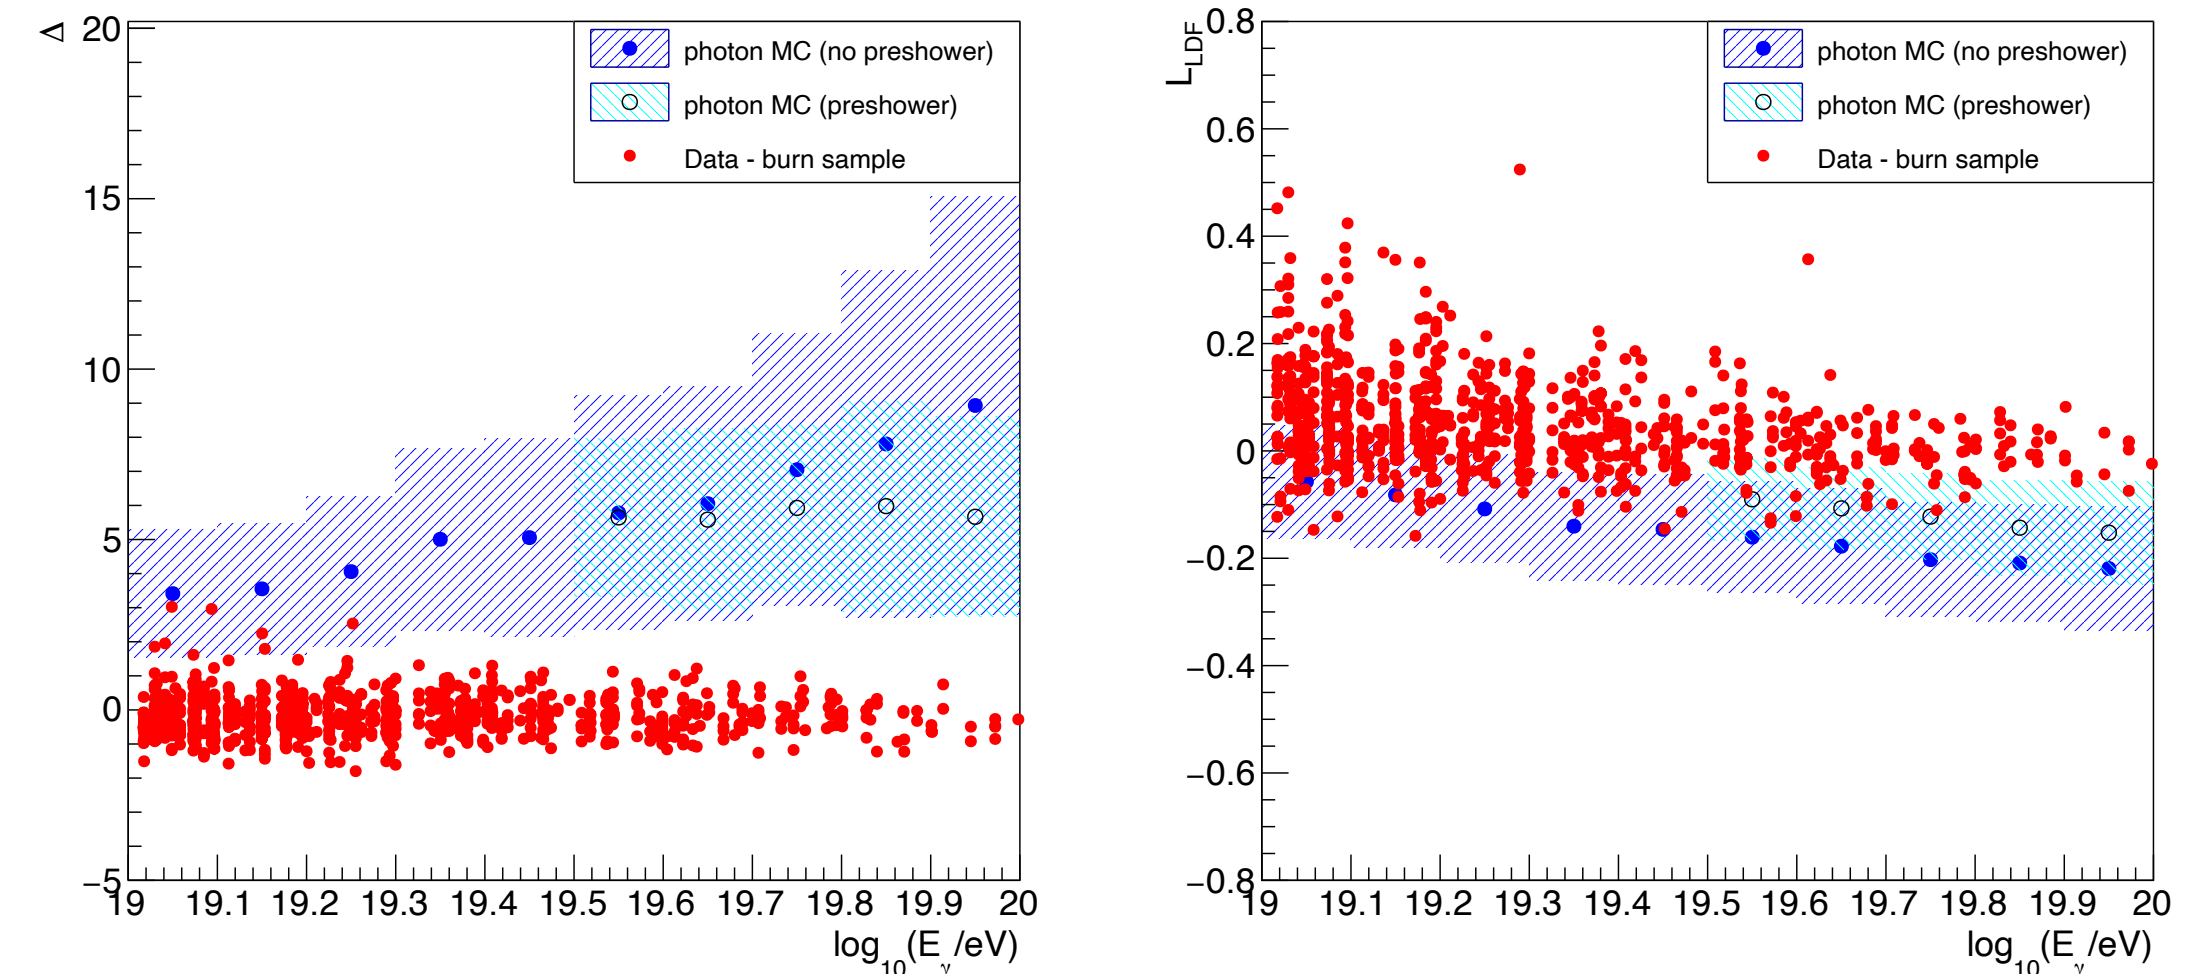 Δ
20
15
10
5
0
−5
photon MC (no preshower)
photon MC (preshower)
Data - burn sample
19 19.1 19.2 19.3 19.4 19.5 19.6 19.7 19.8 19.9 20
log10(Eγ/eV)
LLDF
0.8
0.6
0.4
0.2
0
−0.2
−0.4
−0.6
−0.8
photon MC (no preshower)
photon MC (preshower)
Data - burn sample
19 19.1 19.2 19.3 19.4 19.5 19.6 19.7 19.8 19.9 20
log10(Eγ/eV)